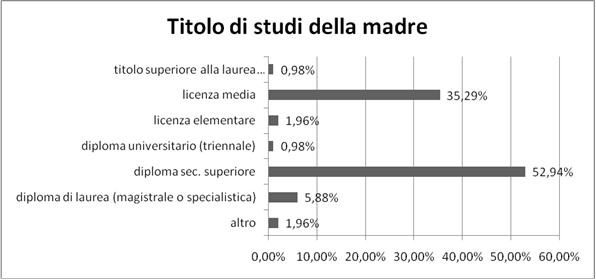 Titolo di studi della madre
titolo superiore alla laurea... 0,98%
licenza media 35,29%
licenza elementare 1,96%
diploma universitario (triennale) 0,98%
diploma sec. superiore 52,94%
diploma di laurea (magistrale o specialistica) 5,88%
altro 1,96%
0,00% 10,00% 20,00% 30,00% 40,00% 50,00% 60,00%